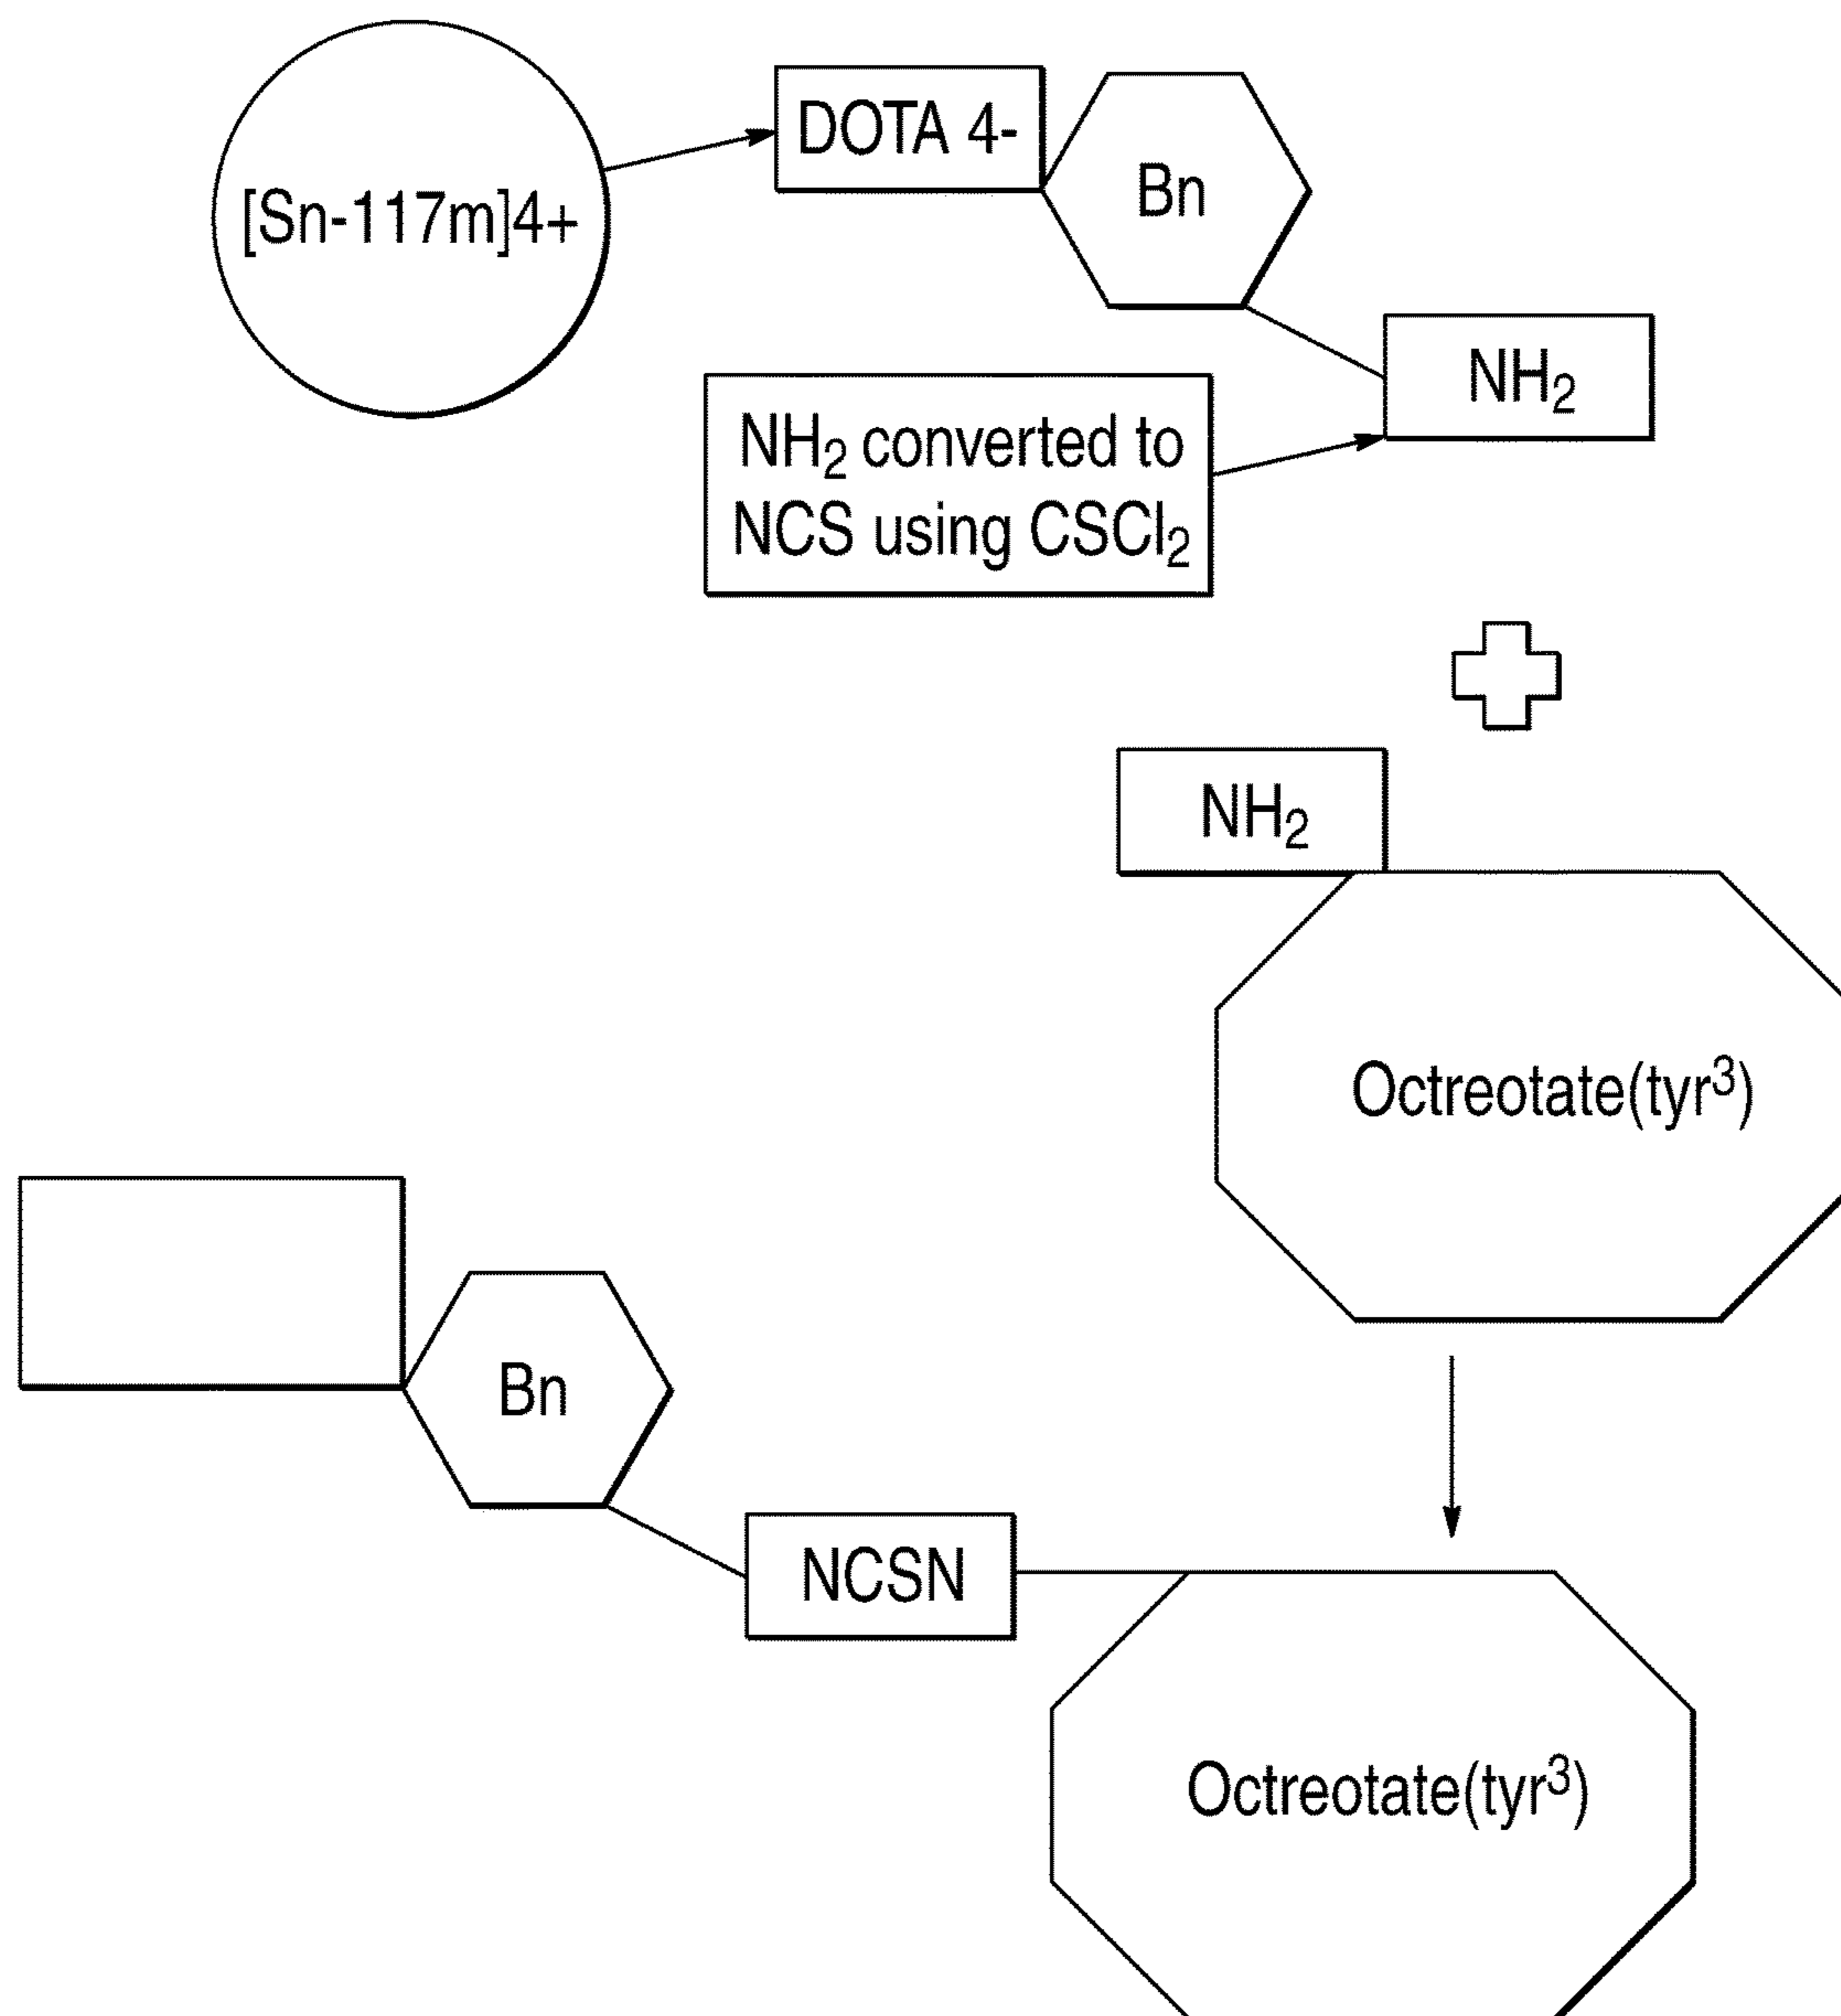 [Sn-117m]4+
DOTA 4-
Bn
NH₂
NH₂ converted to
NCS using CSCl₂
NH₂
Octreotate(tyr³)
Bn
NCSN
Octreotate(tyr³)